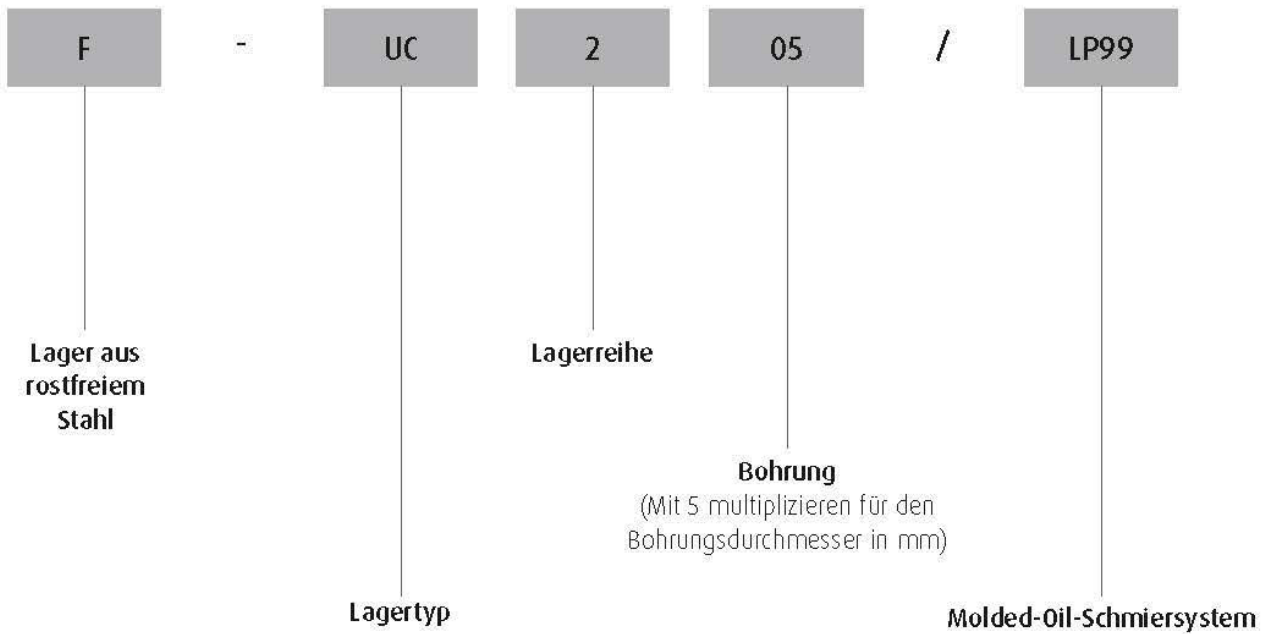 F - UC 2 05 / LP99
Lager aus
rostfreiem
Stahl
Lagerreihe
Bohrung
(Mit 5 multiplizieren für den
Bohrungsdurchmesser in mm)
Lagertyp
Molded-Oil-Schmiersystem